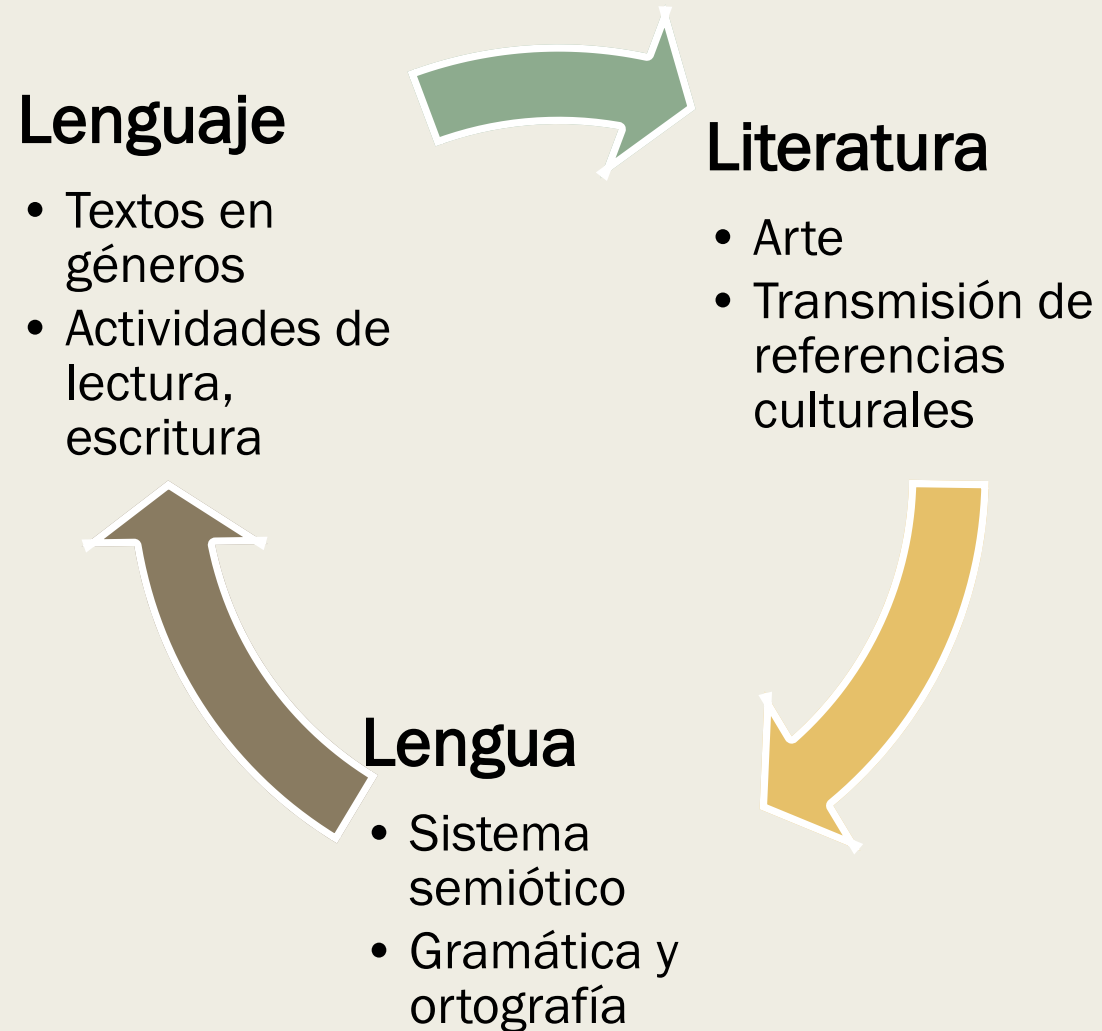 Lenguaje
• Textos en
géneros
• Actividades de
lectura,
escritura
Literatura
• Arte
• Transmisión de
referencias
culturales
Lengua
• Sistema
semiótico
• Gramática y
ortografía